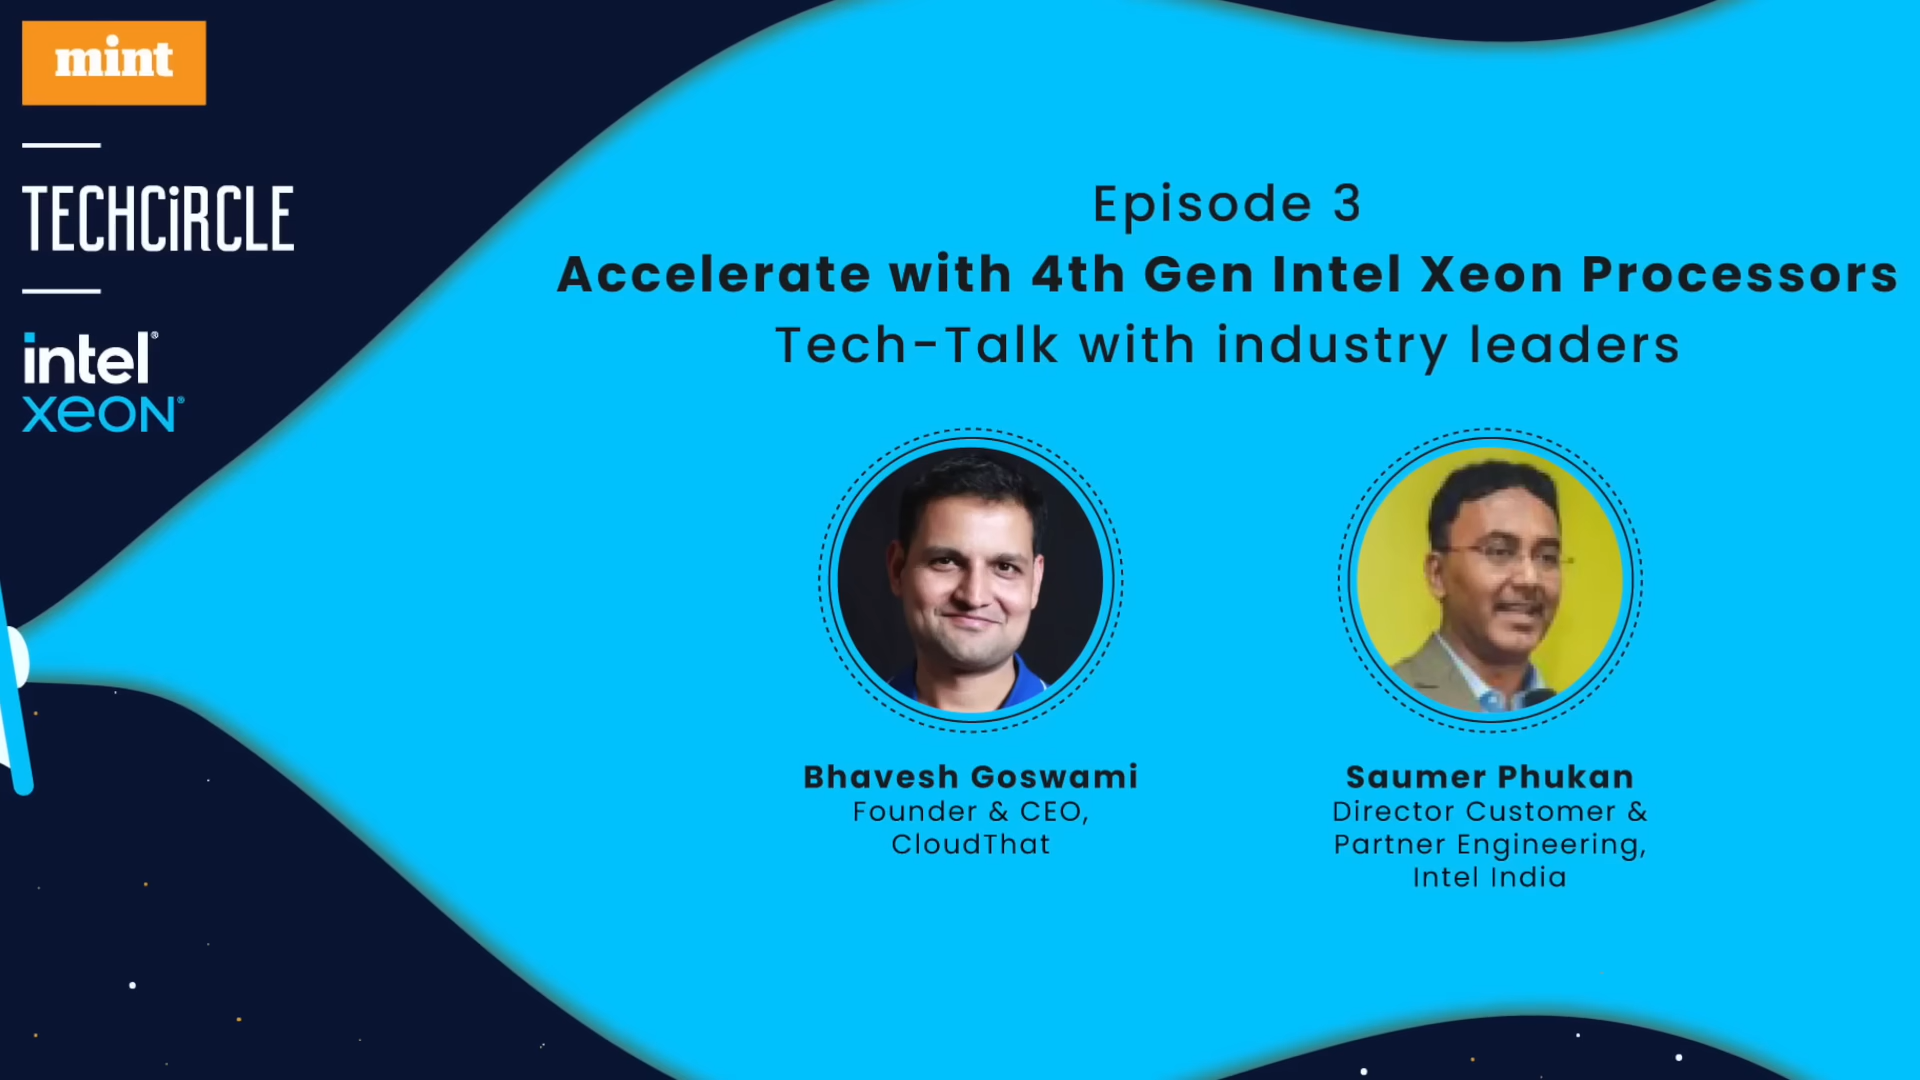 mint
TECHCiRCLE
intel®
xeon®
Episode 3
Accelerate with 4th Gen Intel Xeon Processors
Tech-Talk with industry leaders
Bhavesh Goswami
Founder & CEO,
CloudThat
Saumer Phukan
Director Customer &
Partner Engineering,
Intel India